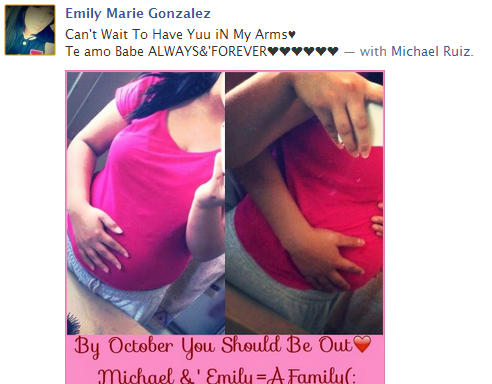 Emily Marie Gonzalez
Can't Wait To Have Yuu iN My Arms♥
Te amo Babe ALWAYS&'FOREVER♥♥♥♥♥♥ — with Michael Ruiz.
By October You Should Be Out❤
Michael &' Emily=A Family(: